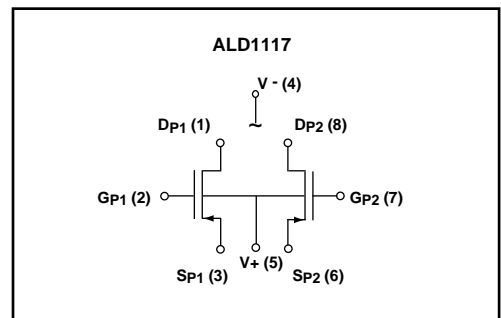 ALD1117
V - (4)
~
DP1 (1) DP2 (8)
GP1 (2) GP2 (7)
V+ (5)
SP1 (3) SP2 (6)